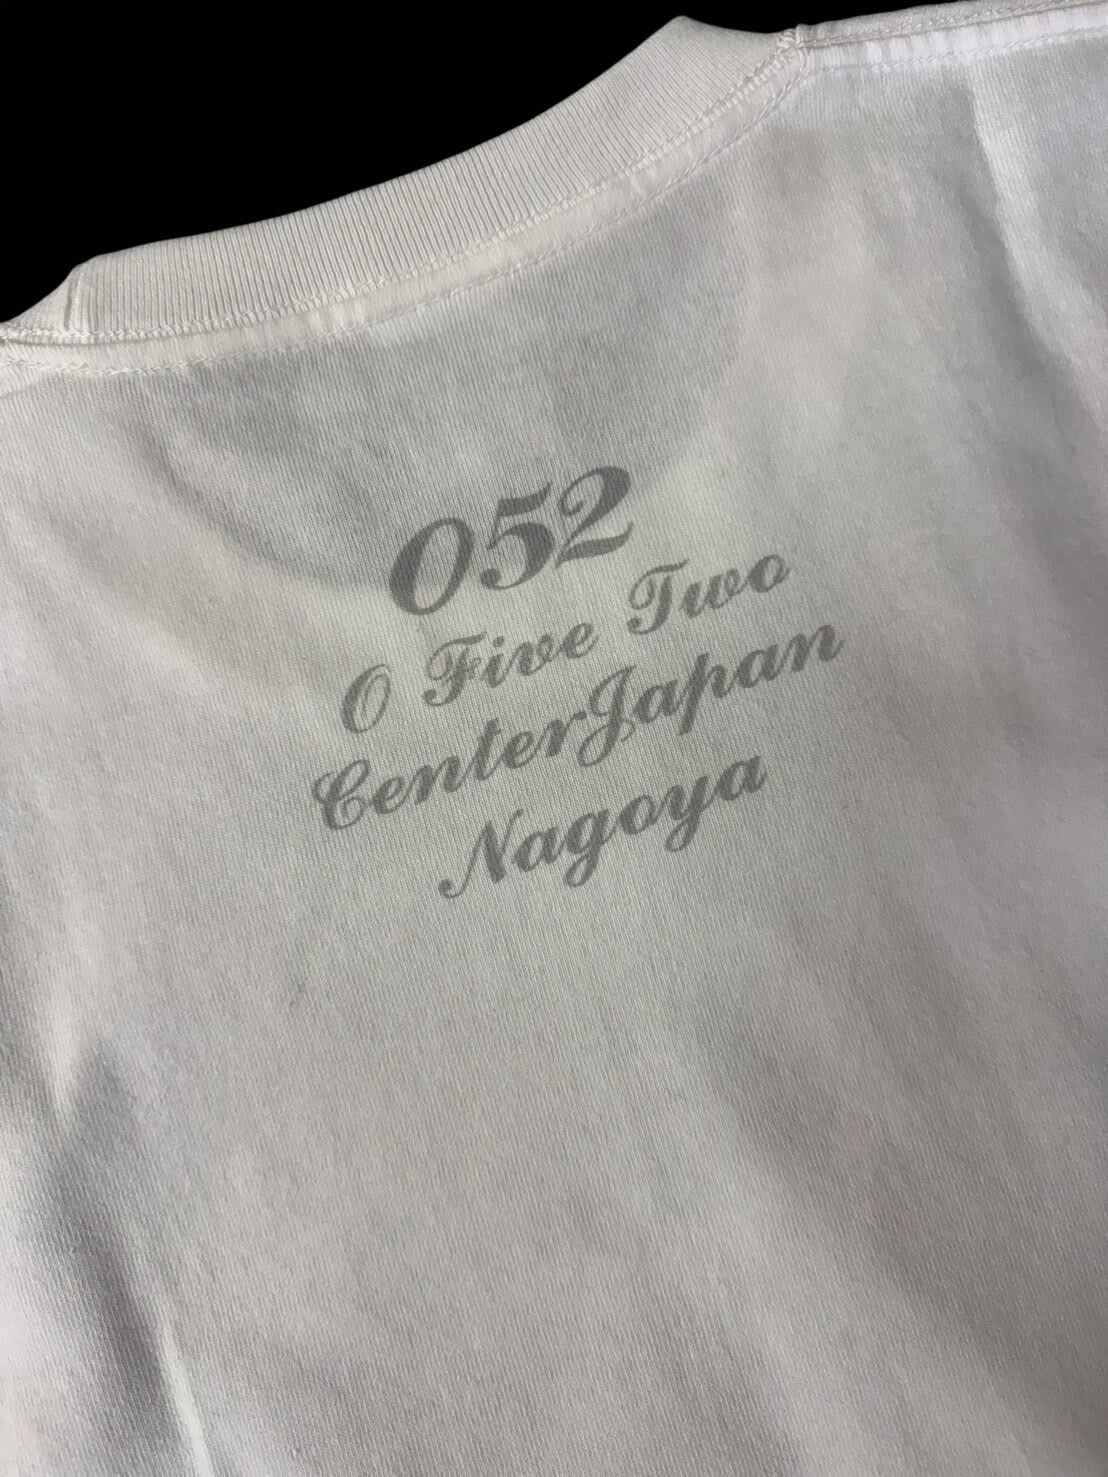 052
O Five Two
CenterJapan
Nagoya